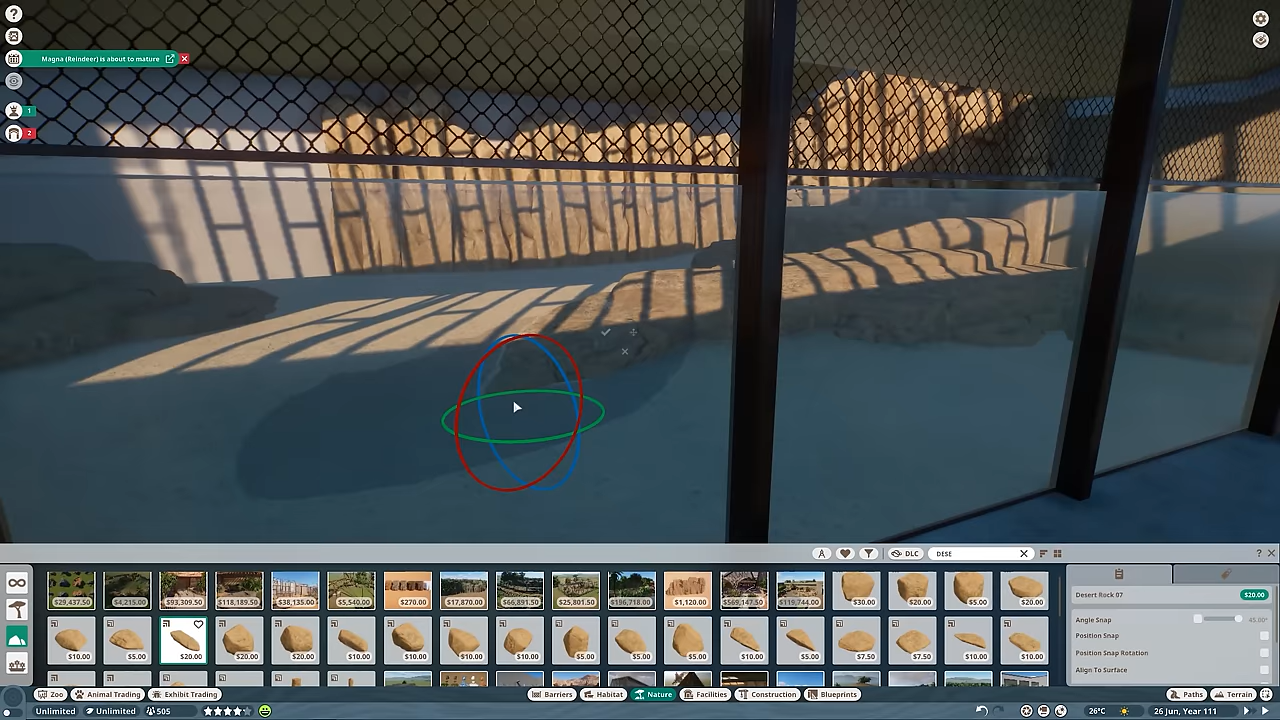 ?
Magna (Reindeer) is about to mature
1
2
DLC
DESE
?
$29,437.50
$4,215.00
$93,309.50
$118,189.50
$38,135.00
$5,540.00
$270.00
$17,870.00
$66,891.50
$25,801.50
$196,718.00
$1,120.00
$569,147.50
$119,744.00
$30.00
$20.00
$5.00
$20.00
$10.00
$5.00
$20.00
$20.00
$20.00
$10.00
$10.00
$10.00
$10.00
$5.00
$5.00
$5.00
$10.00
$5.00
$7.50
$7.50
$10.00
$10.00
Desert Rock 07
$20.00
Angle Snap
45.00°
Position Snap
Position Snap Rotation
Align To Surface
Zoo
Animal Trading
Exhibit Trading
Barriers
Habitat
Nature
Facilities
Construction
Blueprints
Paths
Terrain
Unlimited
Unlimited
505
26°C
26 Jun, Year 111